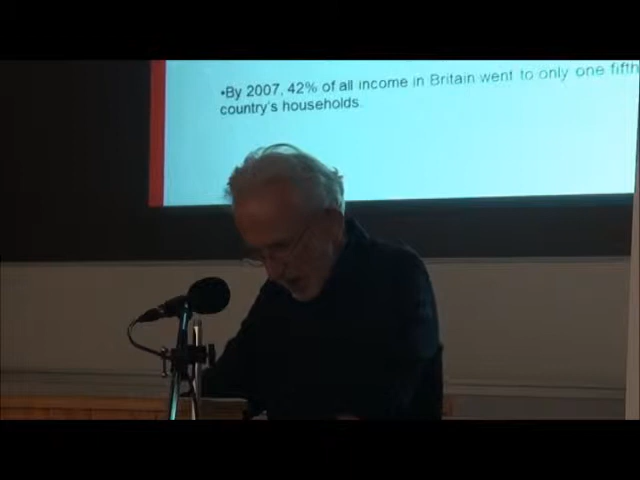 •By 2007, 42% of all income in Britain went to only one fifth
country's households.